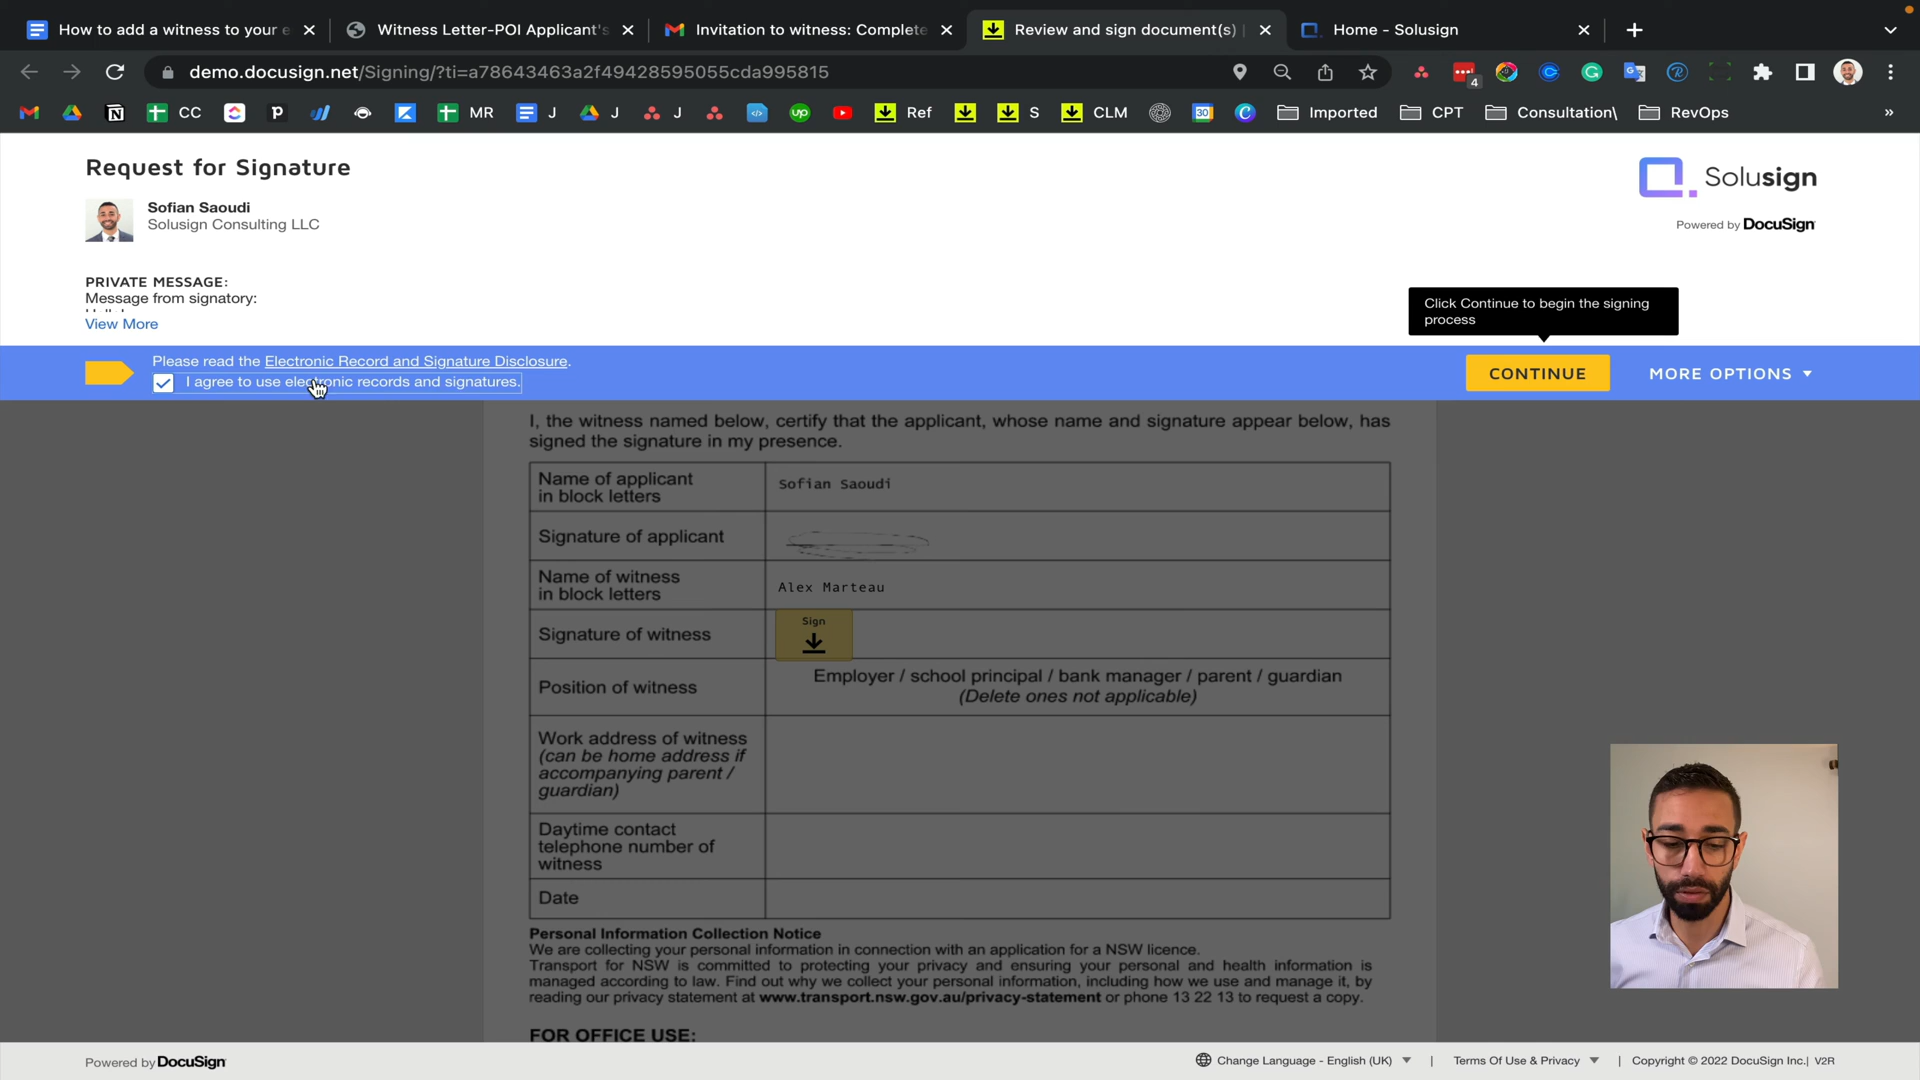 How to add a witness to your e
Witness Letter-POI Applicant's
Invitation to witness: Complete
Review and sign document(s) |
Home - Solusign
demo.docusign.net/Signing/?ti=a78643463a2f49428595055cda995815
4
CC
MR
J
J
J
up
Ref
S
CLM
30
Imported
CPT
Consultation\
RevOps
»
Request for Signature
Sofian Saoudi
Solusign Consulting LLC
Solusign
Powered by DocuSign
PRIVATE MESSAGE:
Message from signatory:
View More
Click Continue to begin the signing
process
Please read the Electronic Record and Signature Disclosure.
I agree to use electronic records and signatures.
CONTINUE
MORE OPTIONS
I, the witness named below, certify that the applicant, whose name and signature appear below, has
signed the signature in my presence.
Name of applicant
in block letters
Sofian Saoudi
Signature of applicant
Name of witness
in block letters
Alex Marteau
Signature of witness
Sign
Position of witness
Employer / school principal / bank manager / parent / guardian
(Delete ones not applicable)
Work address of witness
(can be home address if
accompanying parent /
guardian)
Daytime contact
telephone number of
witness
Date
Personal Information Collection Notice
We are collecting your personal information in connection with an application for a NSW licence.
Transport for NSW is committed to protecting your privacy and ensuring your personal and health information is
managed according to law. Find out why we collect your personal information, including how we use and manage it, by
reading our privacy statement at www.transport.nsw.gov.au/privacy-statement or phone 13 22 13 to request a copy.
FOR OFFICE USE:
Powered by DocuSign
Change Language - English (UK)
|
Terms Of Use & Privacy
|
Copyright © 2022 DocuSign Inc.| V2R